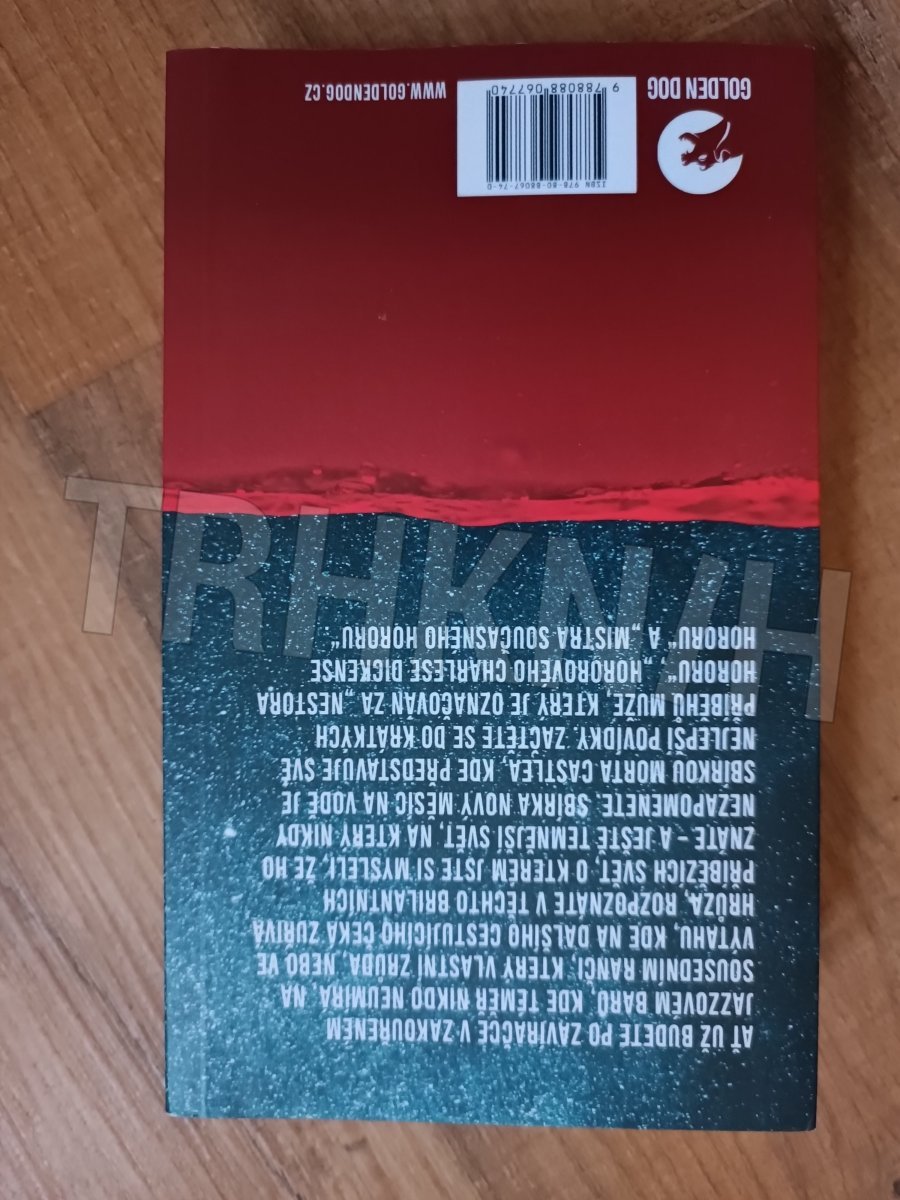 AŤ UŽ BUDETE PO ZAVÍRAČCE V ZAKOUŘENÉM
JAZZOVÉM BARU, KDE TÉMĚŘ NIKDO NEUMÍRÁ, NA
SOUSEDNÍM RANČI, KTERÝ VLASTNÍ ZRŮDA, NEBO VE
VÝTAHU, KDE NA DALŠÍHO CESTUJÍCÍHO ČEKÁ ZUŘIVÁ
HRŮZA, ROZPOZNÁTE V TĚCHTO BRILANTNÍCH
PŘÍBĚZÍCH SVĚT, O KTERÉM JSTE SI MYSLELI, ŽE HO
ZNÁTE – A JEŠTĚ TEMNĚJŠÍ SVĚT, NA KTERÝ NIKDY
NEZAPOMENETE. SBÍRKA NOVÝ MĚSÍC NA VODĚ JE
SBÍRKOU MORTA CASTLEA, KDE PŘEDSTAVUJE SVÉ
NEJLEPŠÍ POVÍDKY. ZAČTĚTE SE DO KRÁTKÝCH
PŘÍBĚHŮ MUŽE, KTERÝ JE OZNAČOVÁN ZA „NESTORA
HORORU“, „HOROROVÉHO CHARLESE DICKENSE
HORORU“ A „MISTRA SOUČASNÉHO HORORU“.
GOLDEN DOG
ISBN 978-80-88067-74-0
9 788088 067740
WWW.GOLDENDOG.CZ
TRHKNIH